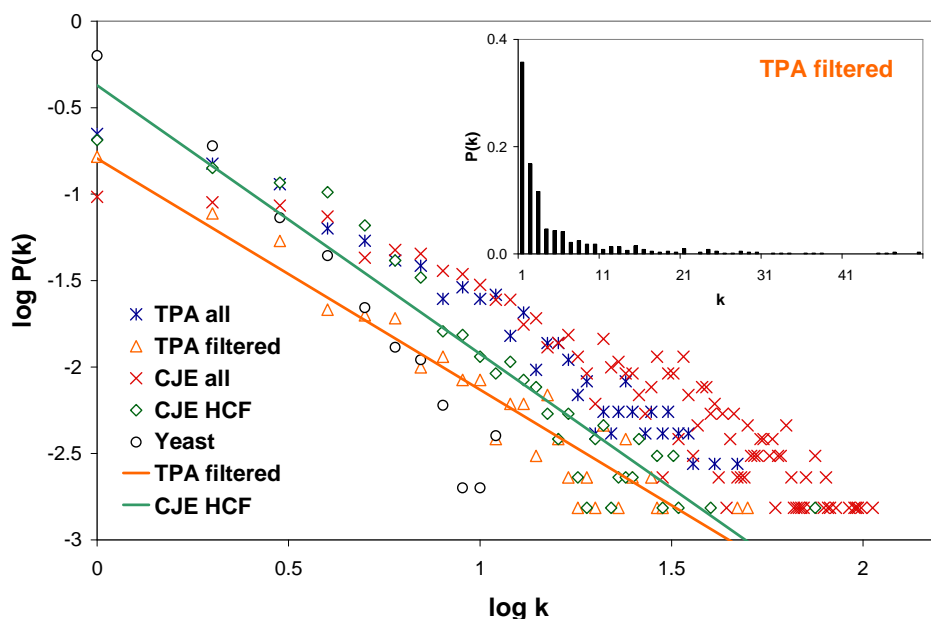 0
-0.5
-1
-1.5
-2
-2.5
-3
log P(k)
0
0.5
1
1.5
2
log k
TPA all
TPA filtered
CJE all
CJE HCF
Yeast
TPA filtered
CJE HCF
TPA filtered
0.4
0.2
0.0
P(k)
1
11
21
31
41
k